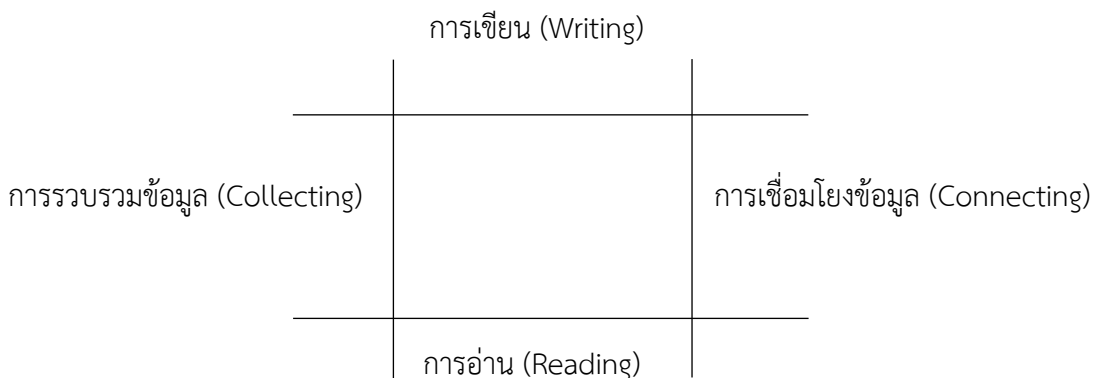 การเขียน (Writing)
การรวบรวมข้อมูล (Collecting)
การเชื่อมโยงข้อมูล (Connecting)
การอ่าน (Reading)